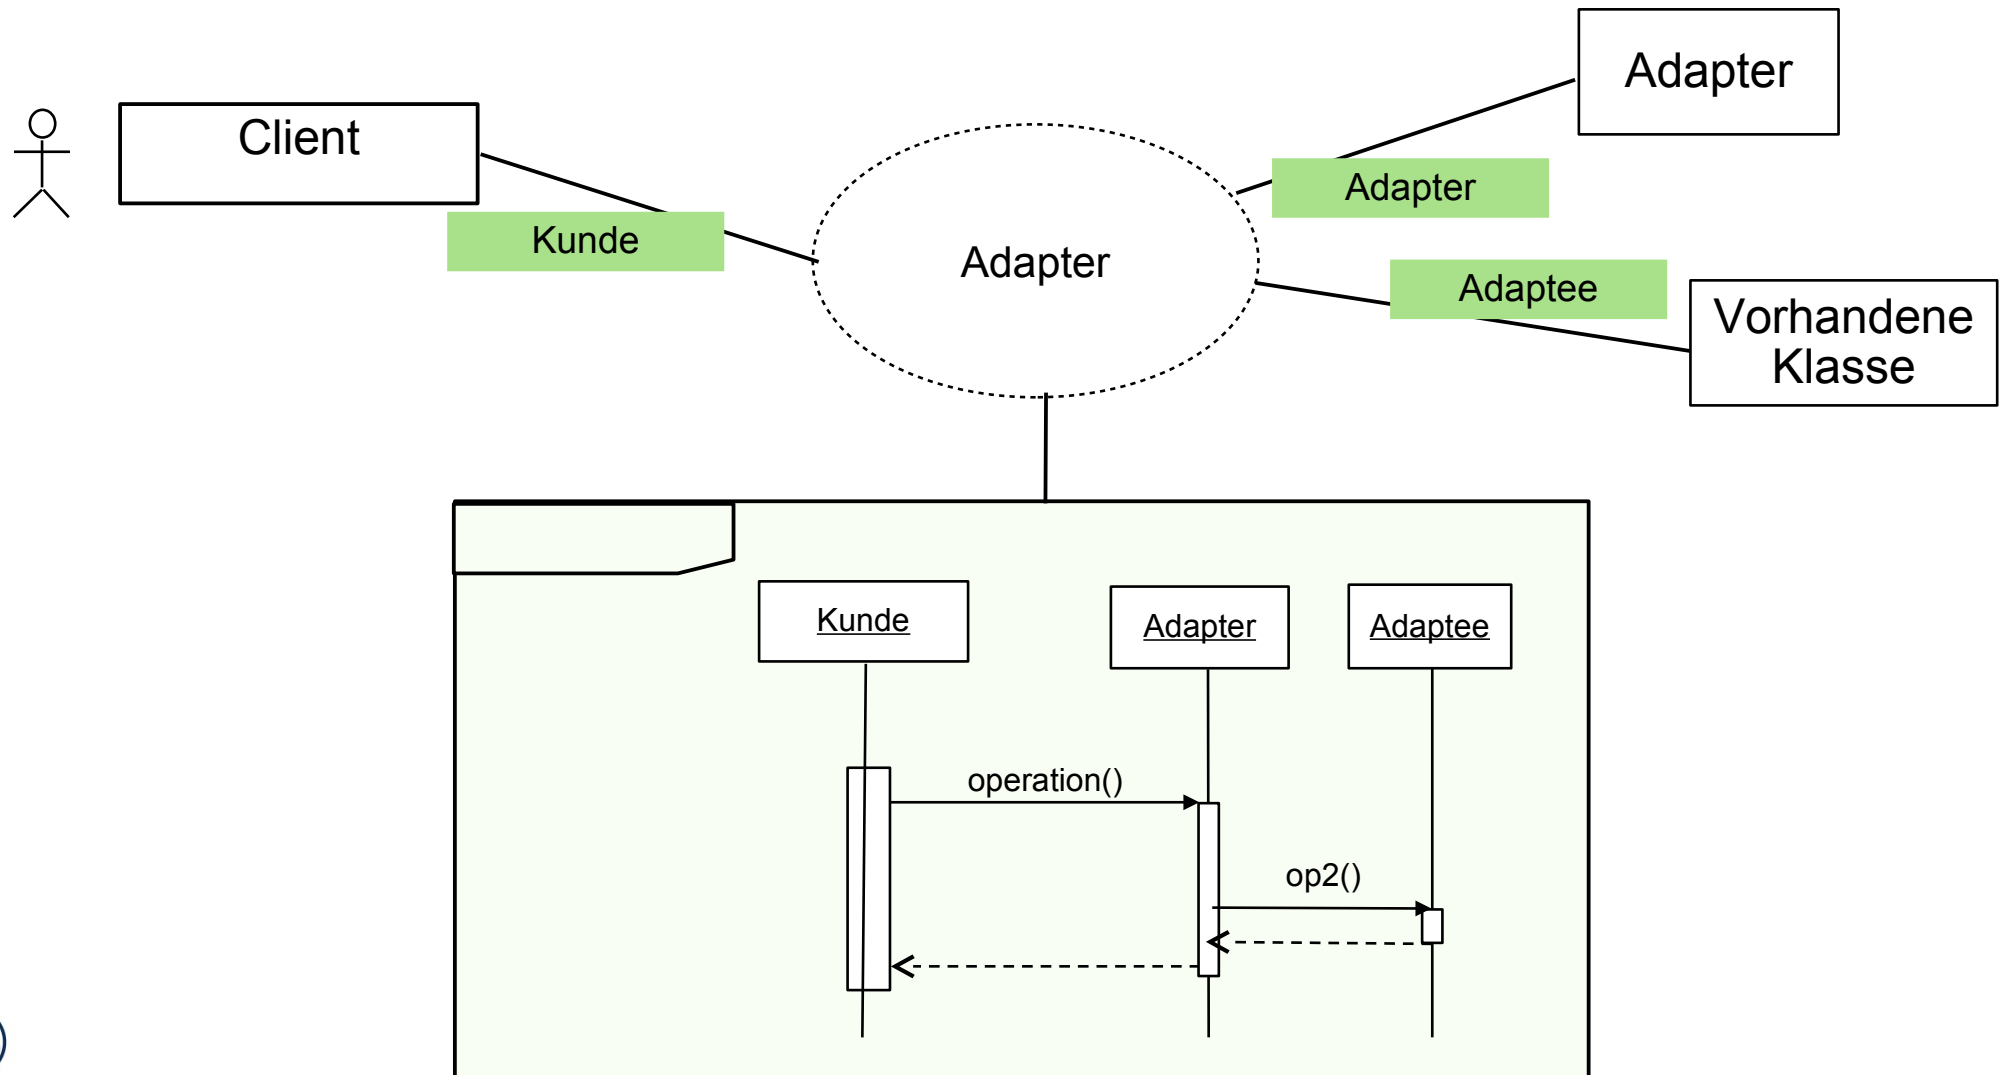 Adapter
Client
Adapter
Kunde
Adapter
Adaptee
Vorhandene
Klasse
Kunde
Adapter
Adaptee
operation()
op2()